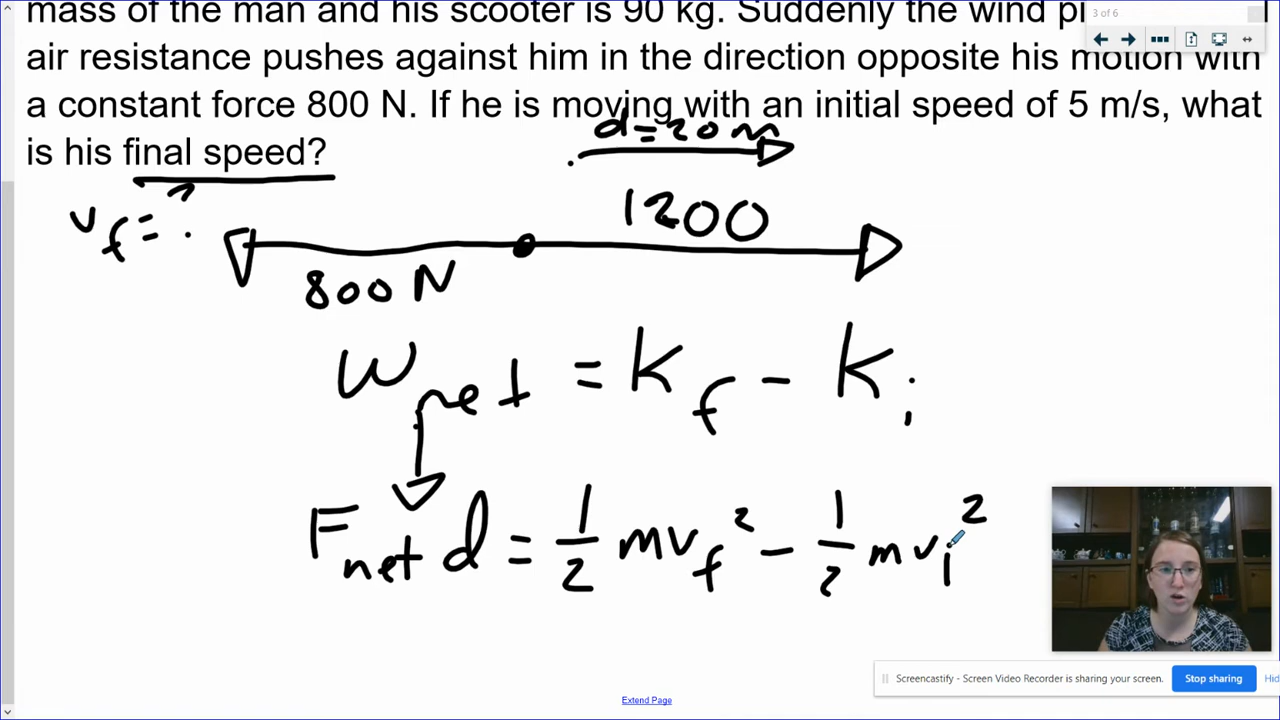 mass of the man and his scooter is 90 kg. Suddenly the wind
3 of 6
air resistance pushes against him in the direction opposite his motion with
a constant force 800 N. If he is moving with an initial speed of 5 m/s, what
d=20m
is his final speed?
vf=?
1200
800 N
Wnet = Kf - Ki
Fnet d = 1/2 mvf² - 1/2 mvi²
Screencastify - Screen Video Recorder is sharing your screen.
Stop sharing
Extend Page